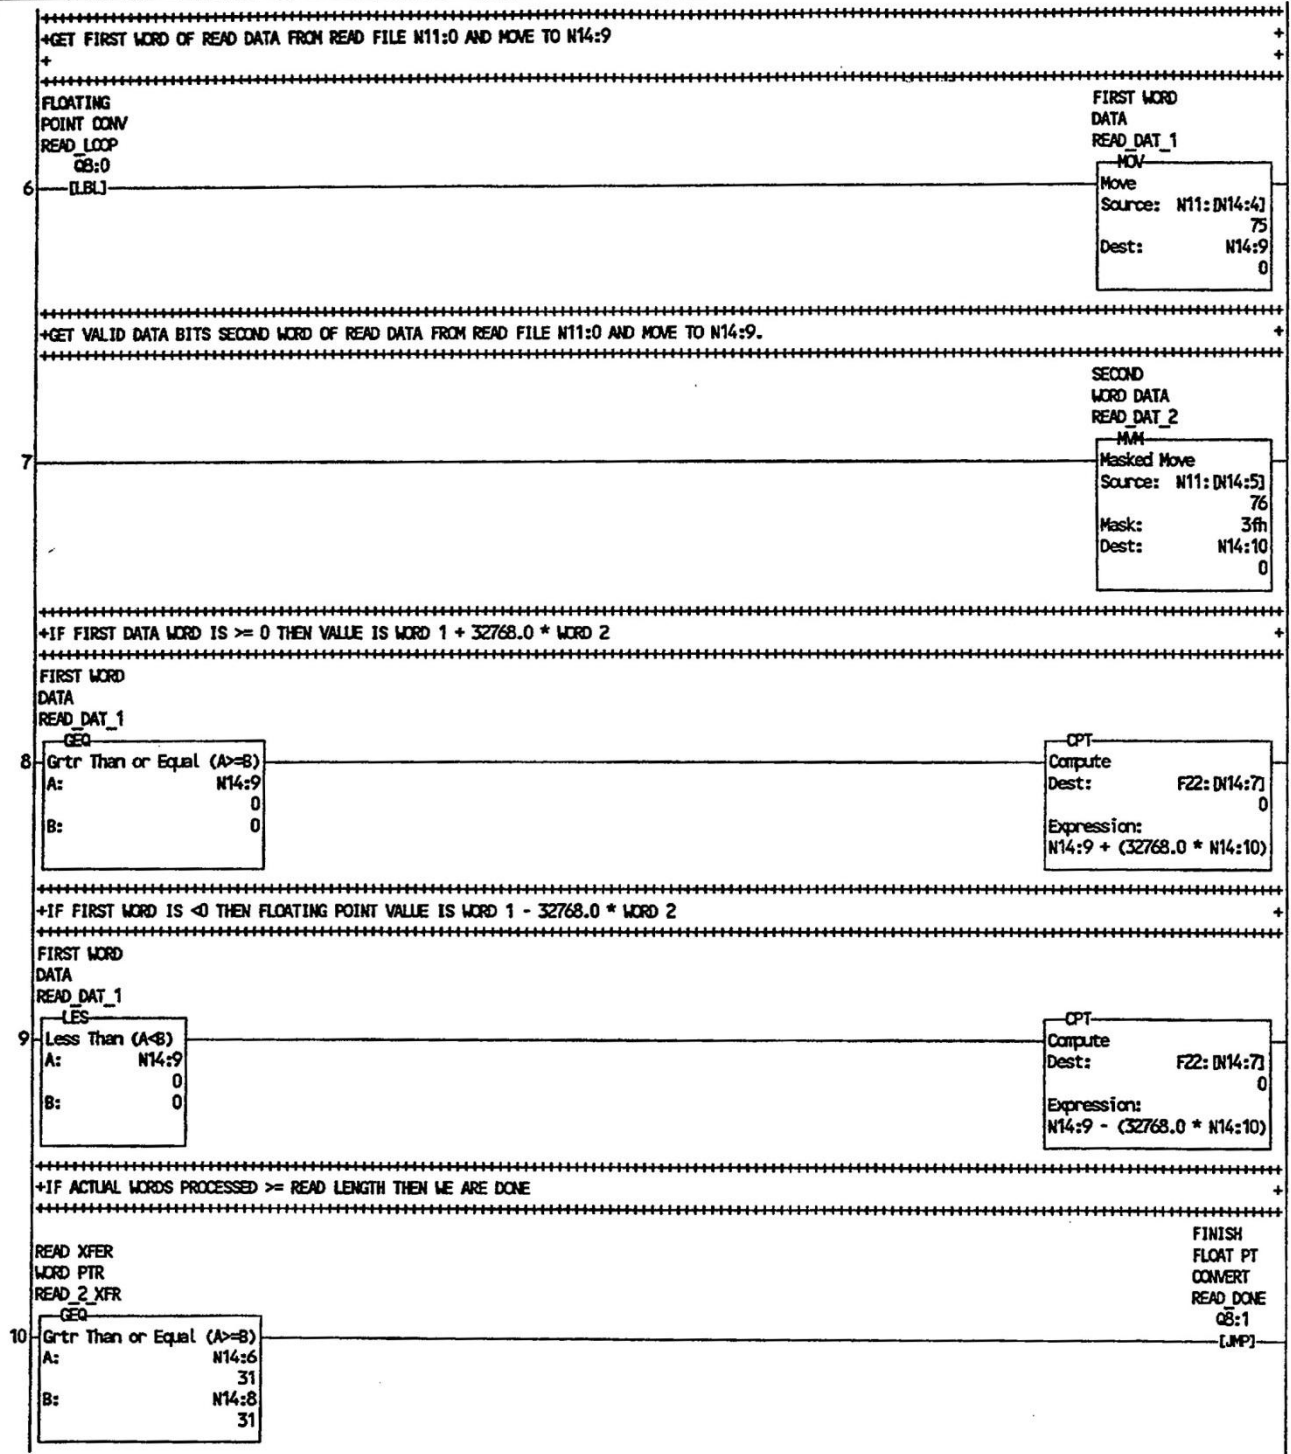 +GET FIRST WORD OF READ DATA FROM READ FILE N11:0 AND MOVE TO N14:9 +
+ +
FLOATING
POINT CONV
READ_LOOP
Q8:0
6 [LBL]
FIRST WORD
DATA
READ_DAT_1
MOV
Move
Source: N11:[N14:4]
75
Dest: N14:9
0
+GET VALID DATA BITS SECOND WORD OF READ DATA FROM READ FILE N11:0 AND MOVE TO N14:9. +
SECOND
WORD DATA
READ_DAT_2
7
MVM
Masked Move
Source: N11:[N14:5]
76
Mask: 3fh
Dest: N14:10
0
+IF FIRST DATA WORD IS >= 0 THEN VALUE IS WORD 1 + 32768.0 * WORD 2 +
FIRST WORD
DATA
READ_DAT_1
GEQ
8 Grtr Than or Equal (A>=B)
A: N14:9
0
B: 0
CPT
Compute
Dest: F22:[N14:7]
0
Expression:
N14:9 + (32768.0 * N14:10)
+IF FIRST WORD IS <0 THEN FLOATING POINT VALUE IS WORD 1 - 32768.0 * WORD 2 +
FIRST WORD
DATA
READ_DAT_1
LES
9 Less Than (A<B)
A: N14:9
0
B: 0
CPT
Compute
Dest: F22:[N14:7]
0
Expression:
N14:9 - (32768.0 * N14:10)
+IF ACTUAL WORDS PROCESSED >= READ LENGTH THEN WE ARE DONE +
READ XFER
WORD PTR
READ_2_XFR
GEQ
10 Grtr Than or Equal (A>=B)
A: N14:6
31
B: N14:8
31
FINISH
FLOAT PT
CONVERT
READ_DONE
Q8:1
[JMP]